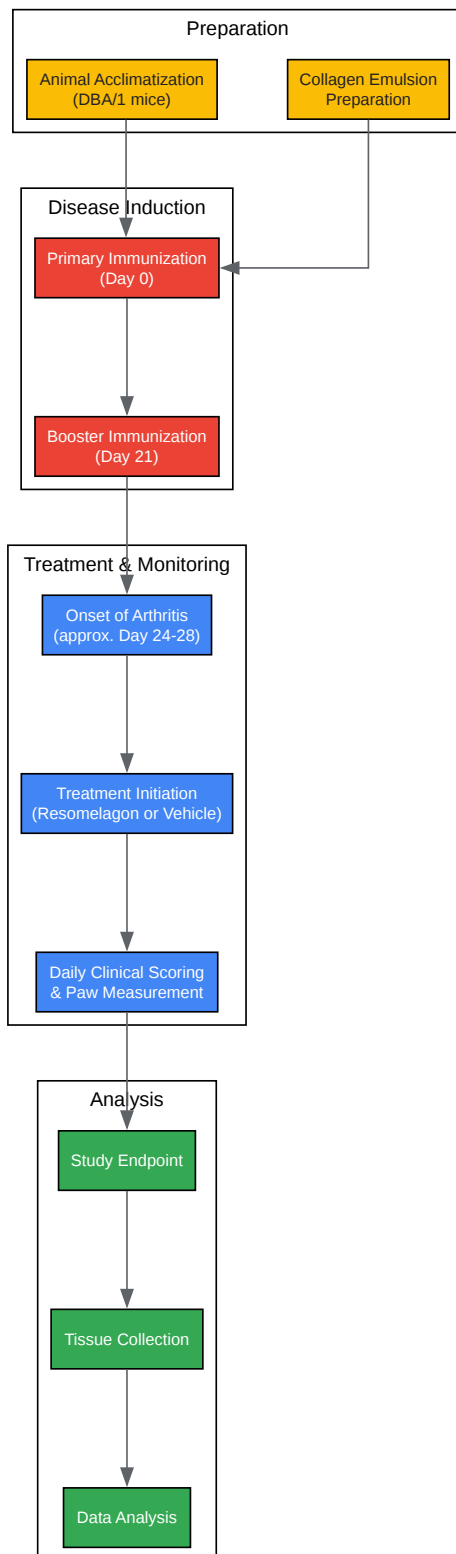 Preparation
Animal Acclimatization
(DBA/1 mice)
Collagen Emulsion
Preparation
Disease Induction
Primary Immunization
(Day 0)
Booster Immunization
(Day 21)
Treatment & Monitoring
Onset of Arthritis
(approx. Day 24-28)
Treatment Initiation
(Resomelagon or Vehicle)
Daily Clinical Scoring
& Paw Measurement
Analysis
Study Endpoint
Tissue Collection
Data Analysis